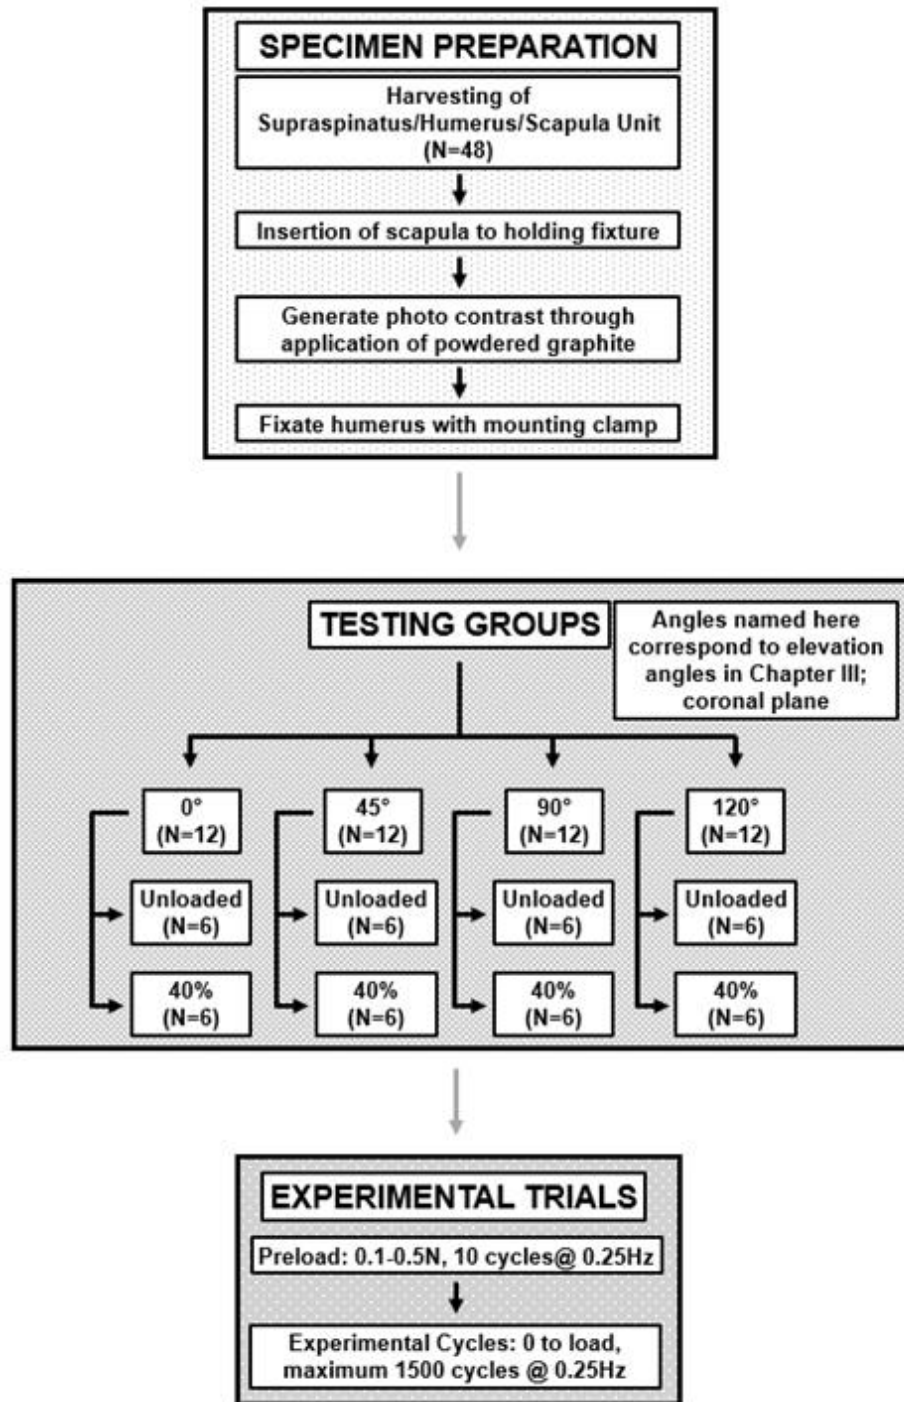 SPECIMEN PREPARATION
Harvesting of
Supraspinatus/Humerus/Scapula Unit
(N=48)
Insertion of scapula to holding fixture
Generate photo contrast through
application of powdered graphite
Fixate humerus with mounting clamp
TESTING GROUPS
Angles named here
correspond to elevation
angles in Chapter III;
coronal plane
0°
(N=12)
45°
(N=12)
90°
(N=12)
120°
(N=12)
Unloaded
(N=6)
Unloaded
(N=6)
Unloaded
(N=6)
Unloaded
(N=6)
40%
(N=6)
40%
(N=6)
40%
(N=6)
40%
(N=6)
EXPERIMENTAL TRIALS
Preload: 0.1-0.5N, 10 cycles@ 0.25Hz
Experimental Cycles: 0 to load,
maximum 1500 cycles @ 0.25Hz